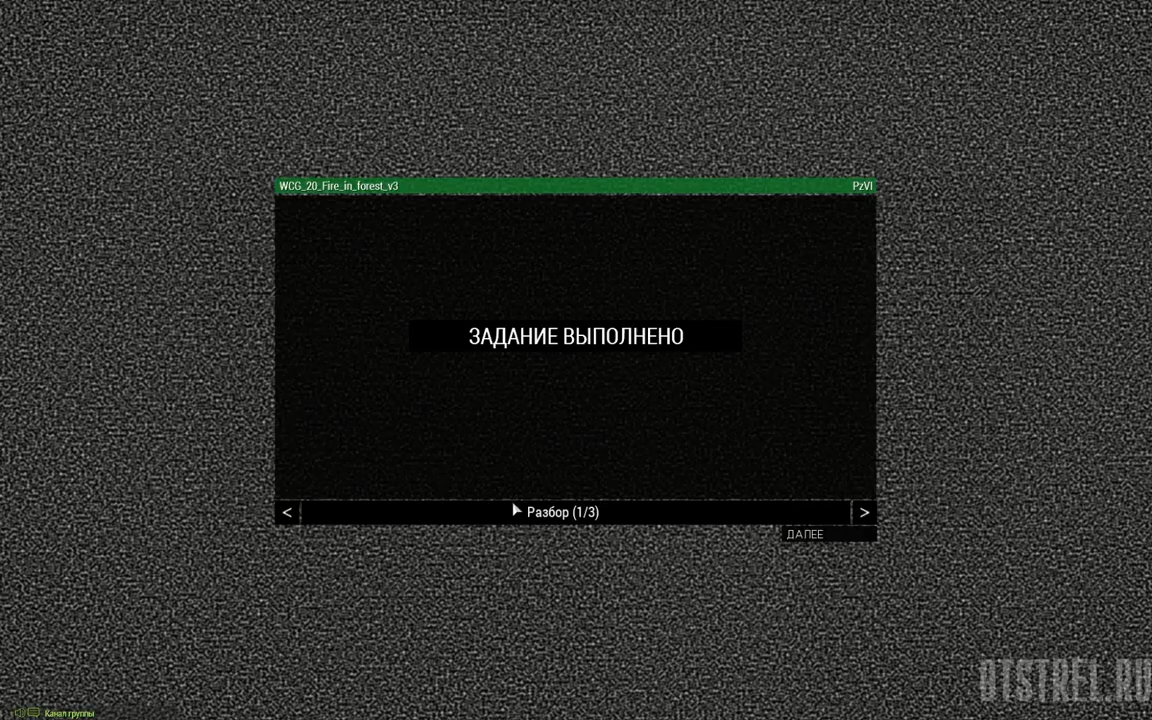 WCG_20_Fire_in_forest_v3 PzVI
ЗАДАНИЕ ВЫПОЛНЕНО
< Разбор (1/3) >
ДАЛЕЕ
OTSTREL.RU
Канал группы